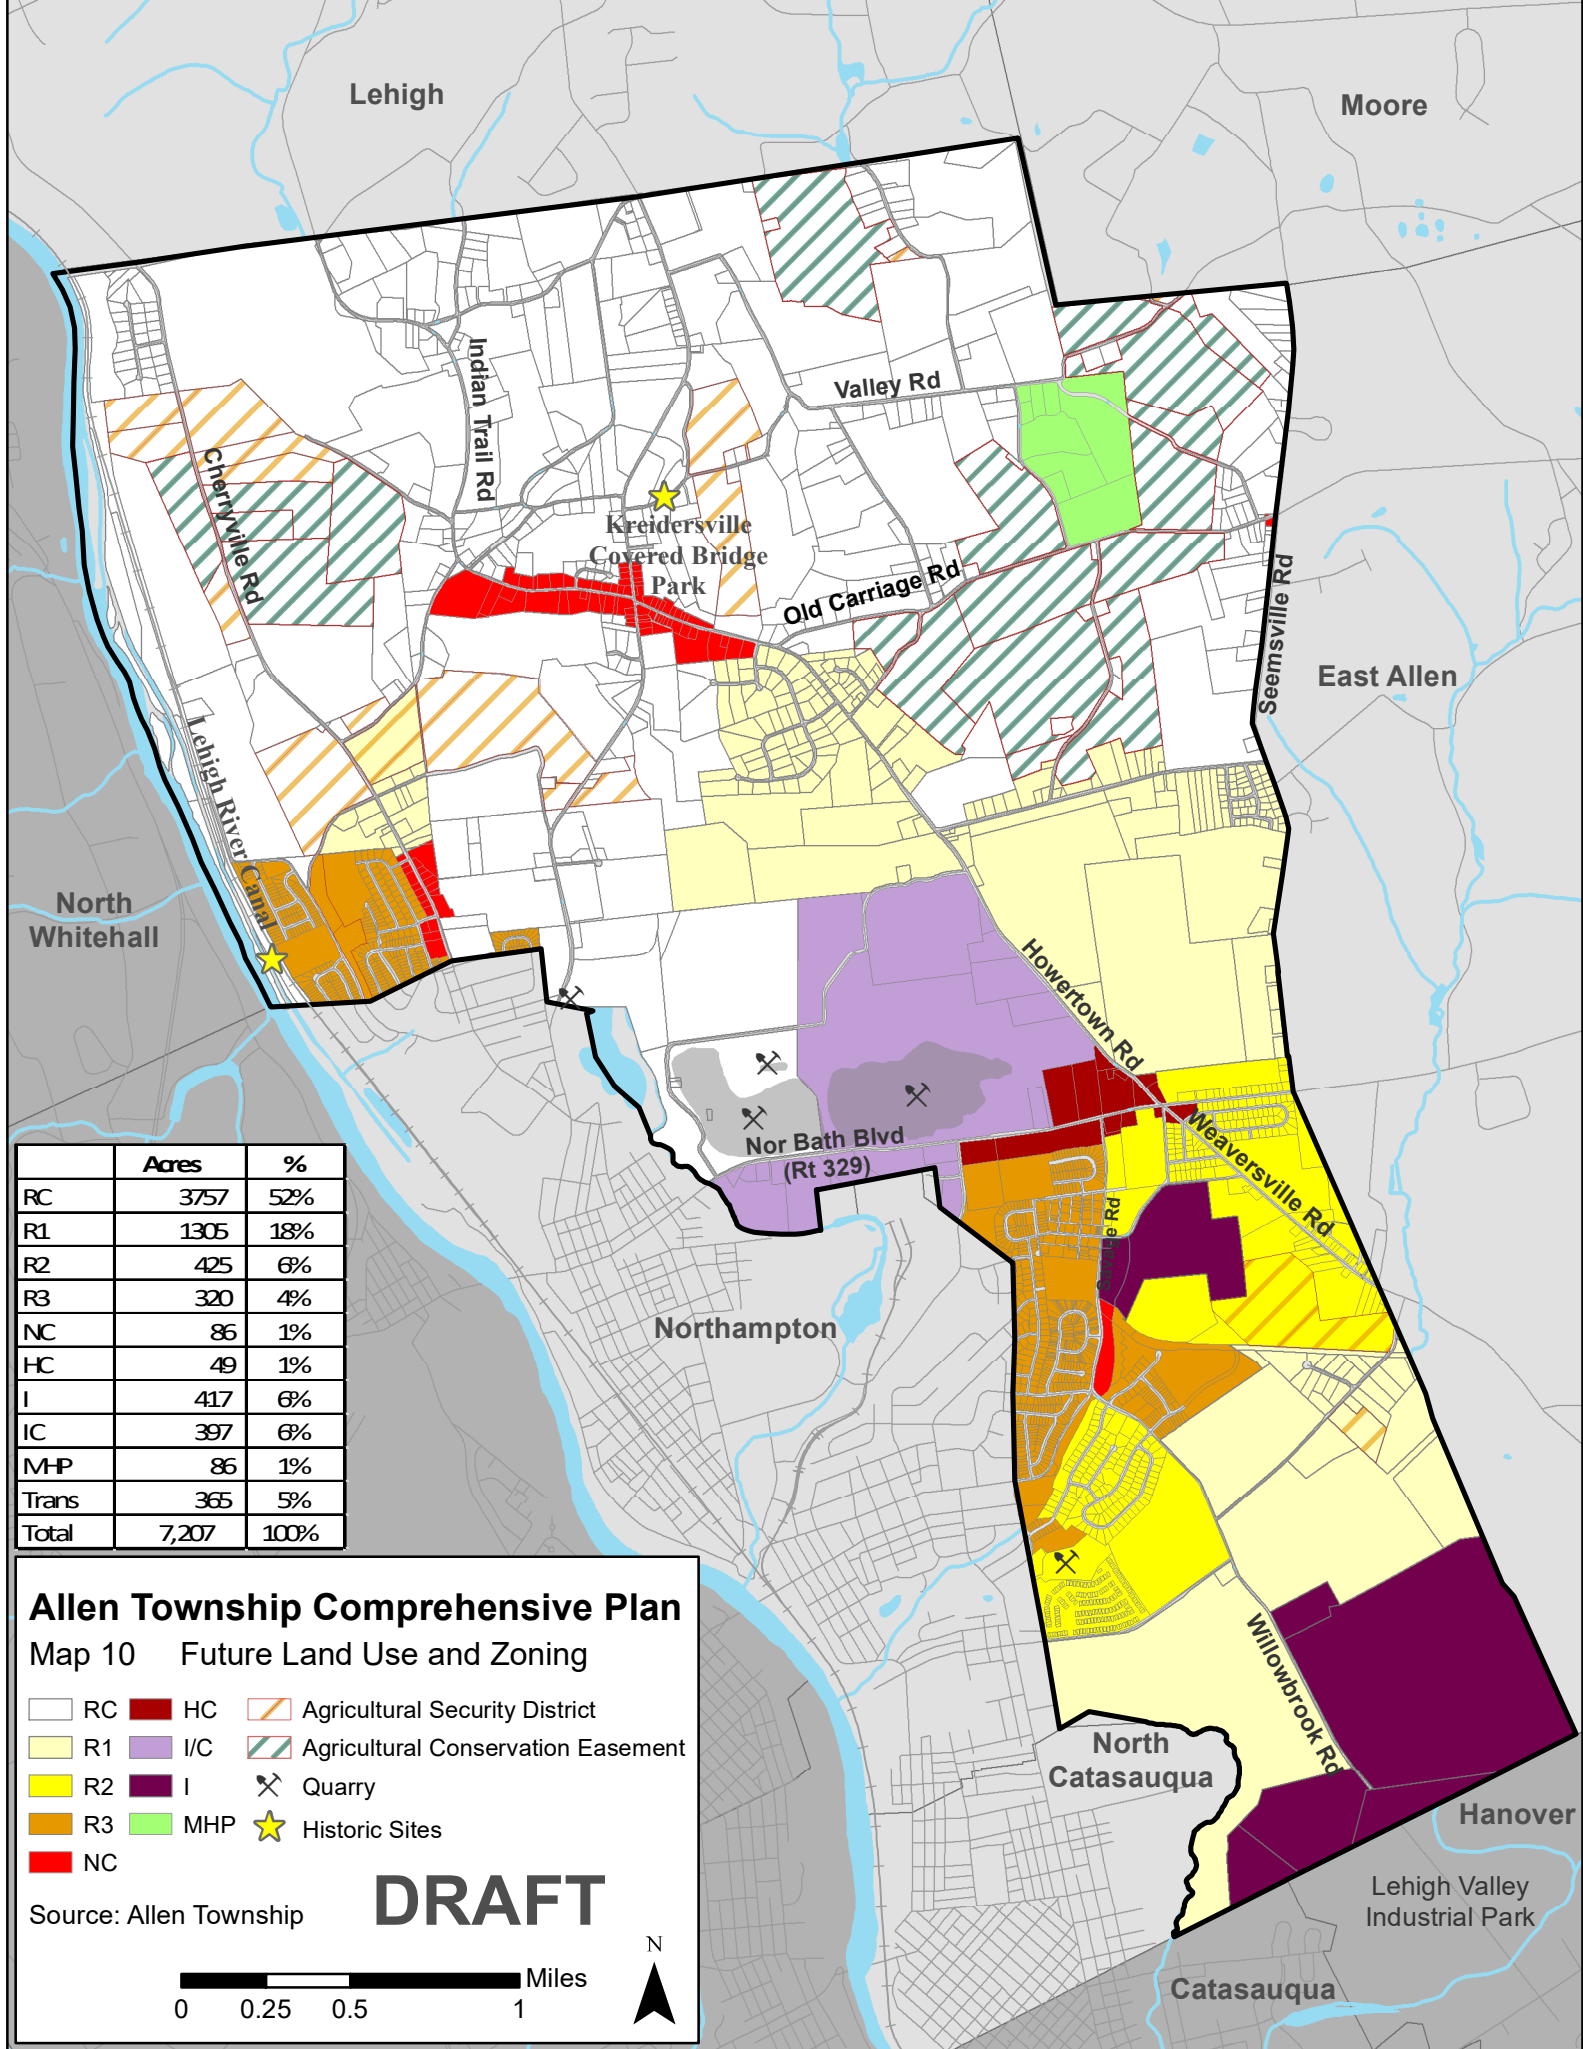 Lehigh
Moore
Indian Trail Rd
Valley Rd
Cherryville Rd
Kreidersville
Covered Bridge
Park
Old Carriage Rd
Seemsville Rd
East Allen
Lehigh River Canal
North
Whitehall
Howertown Rd
Nor Bath Blvd
(Rt 329)
Weaversville Rd
Savage Rd
Northampton
Willowbrook Rd
North
Catasauqua
Hanover
Lehigh Valley
Industrial Park
Catasauqua
Acres %
RC 3757 52%
R1 1305 18%
R2 425 6%
R3 320 4%
NC 86 1%
HC 49 1%
I 417 6%
IC 397 6%
MHP 86 1%
Trans 365 5%
Total 7,207 100%
Allen Township Comprehensive Plan
Map 10 Future Land Use and Zoning
RC HC Agricultural Security District
R1 I/C Agricultural Conservation Easement
R2 I Quarry
R3 MHP Historic Sites
NC
Source: Allen Township
DRAFT
N
Miles
0 0.25 0.5 1